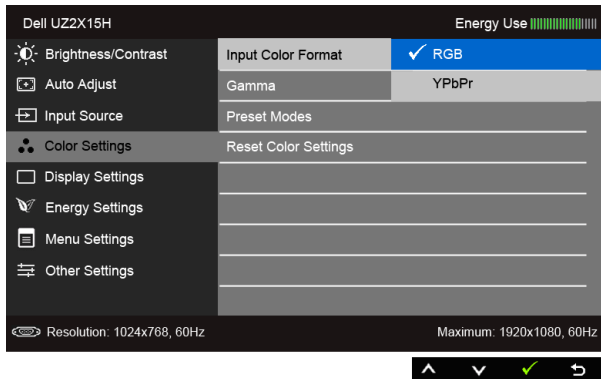 Dell UZ2X15H Energy Use
Brightness/Contrast Input Color Format RGB
Auto Adjust Gamma YPbPr
Input Source Preset Modes
Color Settings Reset Color Settings
Display Settings
Energy Settings
Menu Settings
Other Settings
Resolution: 1024x768, 60Hz Maximum: 1920x1080, 60Hz